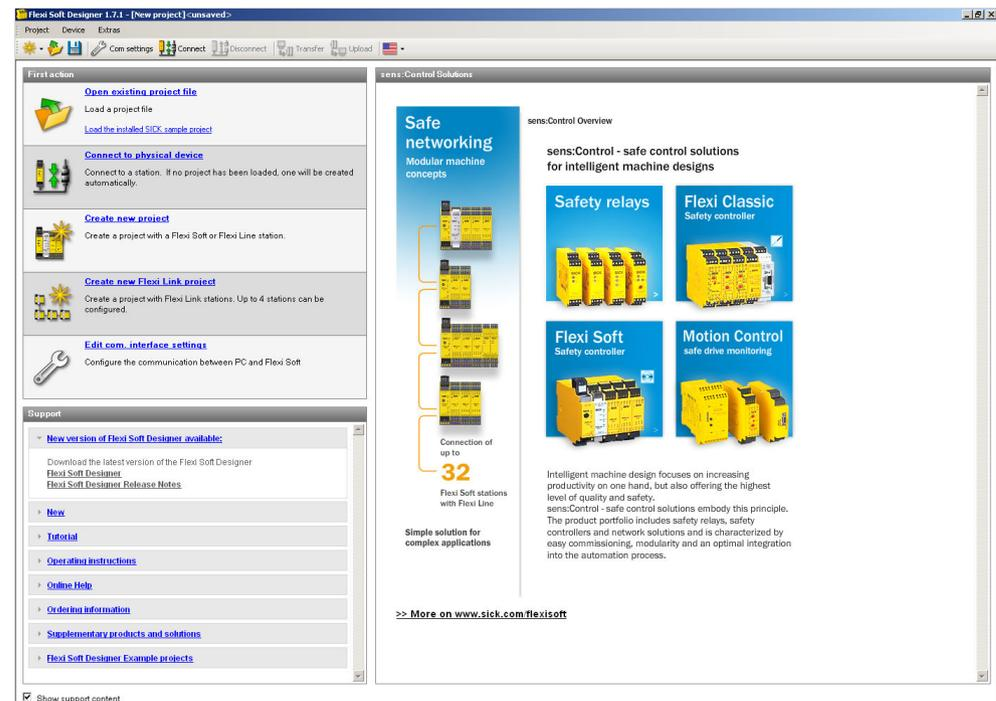 Flexi Soft Designer 1.7.1 - [New project]<unsaved>
Project Device Extras
Com settings Connect Disconnect Transfer Upload
First action
Open existing project file
Load a project file
Load the installed SICK sample project
Connect to physical device
Connect to a station. If no project has been loaded, one will be created
automatically.
Create new project
Create a project with a Flexi Soft or Flexi Line station.
Create new Flexi Link project
Create a project with Flexi Link stations. Up to 4 stations can be
configured.
Edit com. interface settings
Configure the communication between PC and Flexi Soft
Support
New version of Flexi Soft Designer available:
Download the latest version of the Flexi Soft Designer
Flexi Soft Designer
Flexi Soft Designer Release Notes
New
Tutorial
Operating instructions
Online Help
Ordering information
Supplementary products and solutions
Flexi Soft Designer Example projects
Show support content
sens:Control Solutions
Safe
networking
Modular machine
concepts
Connection of
up to
32
Flexi Soft stations
with Flexi Line
Simple solution for
complex applications
sens:Control Overview
sens:Control - safe control solutions
for intelligent machine designs
Safety relays
Flexi Classic
Safety controller
Flexi Soft
Safety controller
Motion Control
safe drive monitoring
Intelligent machine design focuses on increasing
productivity on one hand, but also offering the highest
level of quality and safety.
sens:Control - safe control solutions embody this principle.
The product portfolio includes safety relays, safety
controllers and network solutions and is characterized by
easy commissioning, modularity and an optimal integration
into the automation process.
>> More on www.sick.com/flexisoft